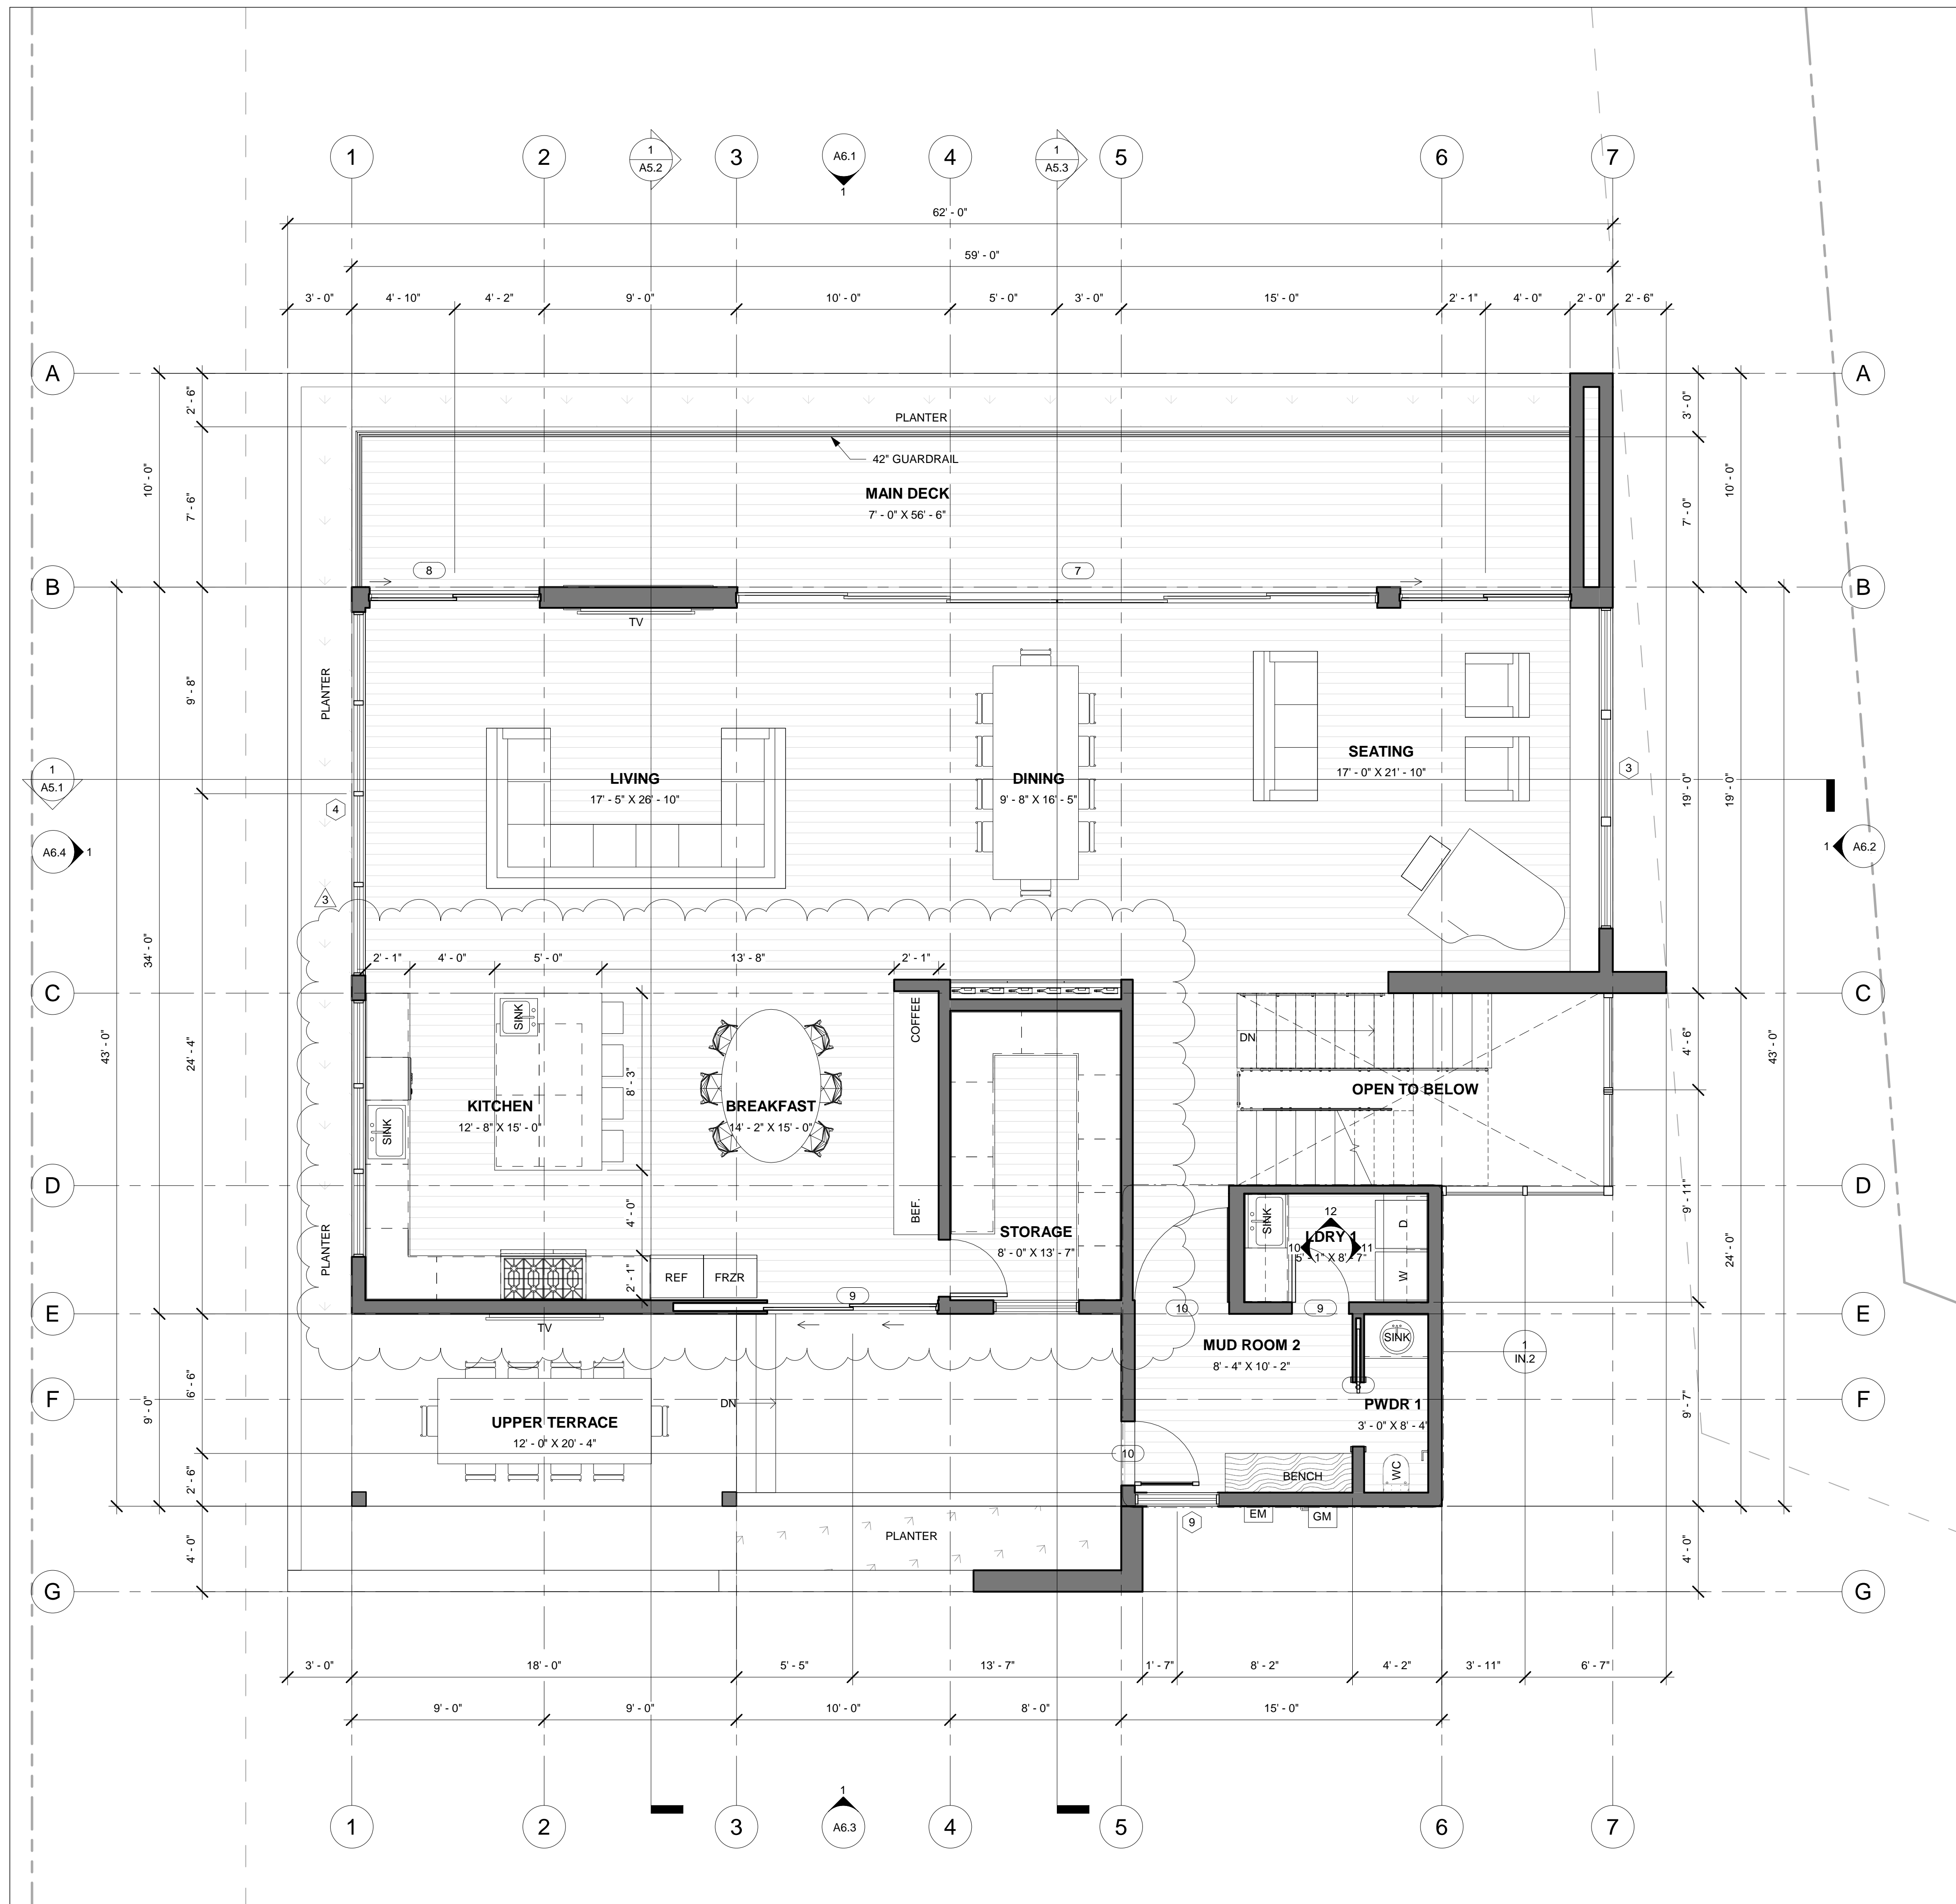 1
2
1
A5.2
3
A6.1
1
4
1
A5.3
5
6
7
62' - 0"
59' - 0"
3' - 0"
4' - 10"
4' - 2"
9' - 0"
10' - 0"
5' - 0"
3' - 0"
15' - 0"
2' - 1"
4' - 0"
2' - 0"
2' - 6"
A
A
2' - 6"
3' - 0"
PLANTER
42" GUARDRAIL
10' - 0"
7' - 6"
MAIN DECK
7' - 0" X 56' - 6"
7' - 0"
10' - 0"
8
7
B
B
TV
PLANTER
9' - 8"
LIVING
17' - 5" X 26' - 10"
DINING
9' - 8" X 16' - 5"
SEATING
17' - 0" X 21' - 10"
3
19' - 0"
19' - 0"
1
A5.1
4
A6.4
1
1
A6.2
3
34' - 0"
2' - 1"
4' - 0"
5' - 0"
13' - 8"
2' - 1"
C
C
SINK
COFFEE
DN
4' - 6"
43' - 0"
24' - 4"
8' - 3"
43' - 0"
OPEN TO BELOW
KITCHEN
12' - 8" X 15' - 0"
BREAKFAST
14' - 2" X 15' - 0"
SINK
D
D
9' - 11"
BEF.
4' - 0"
STORAGE
8' - 0" X 13' - 7"
SINK
12
D
LDRY 1
5' - 1" X 8' - 7"
10
11
PLANTER
24' - 0"
REF
FRZR
2' - 1"
W
9
10
9
E
E
TV
MUD ROOM 2
8' - 4" X 10' - 2"
SINK
1
IN.2
8
6' - 6"
9' - 0"
F
F
DN
9' - 7"
PWDR 1
3' - 0" X 8' - 4"
UPPER TERRACE
12' - 0" X 20' - 4"
10
2' - 6"
BENCH
WC
EM
GM
9
PLANTER
4' - 0"
4' - 0"
G
G
3' - 0"
18' - 0"
5' - 5"
13' - 7"
1' - 7"
8' - 2"
4' - 2"
3' - 11"
6' - 7"
9' - 0"
9' - 0"
10' - 0"
8' - 0"
15' - 0"
1
2
3
1
A6.3
4
5
6
7